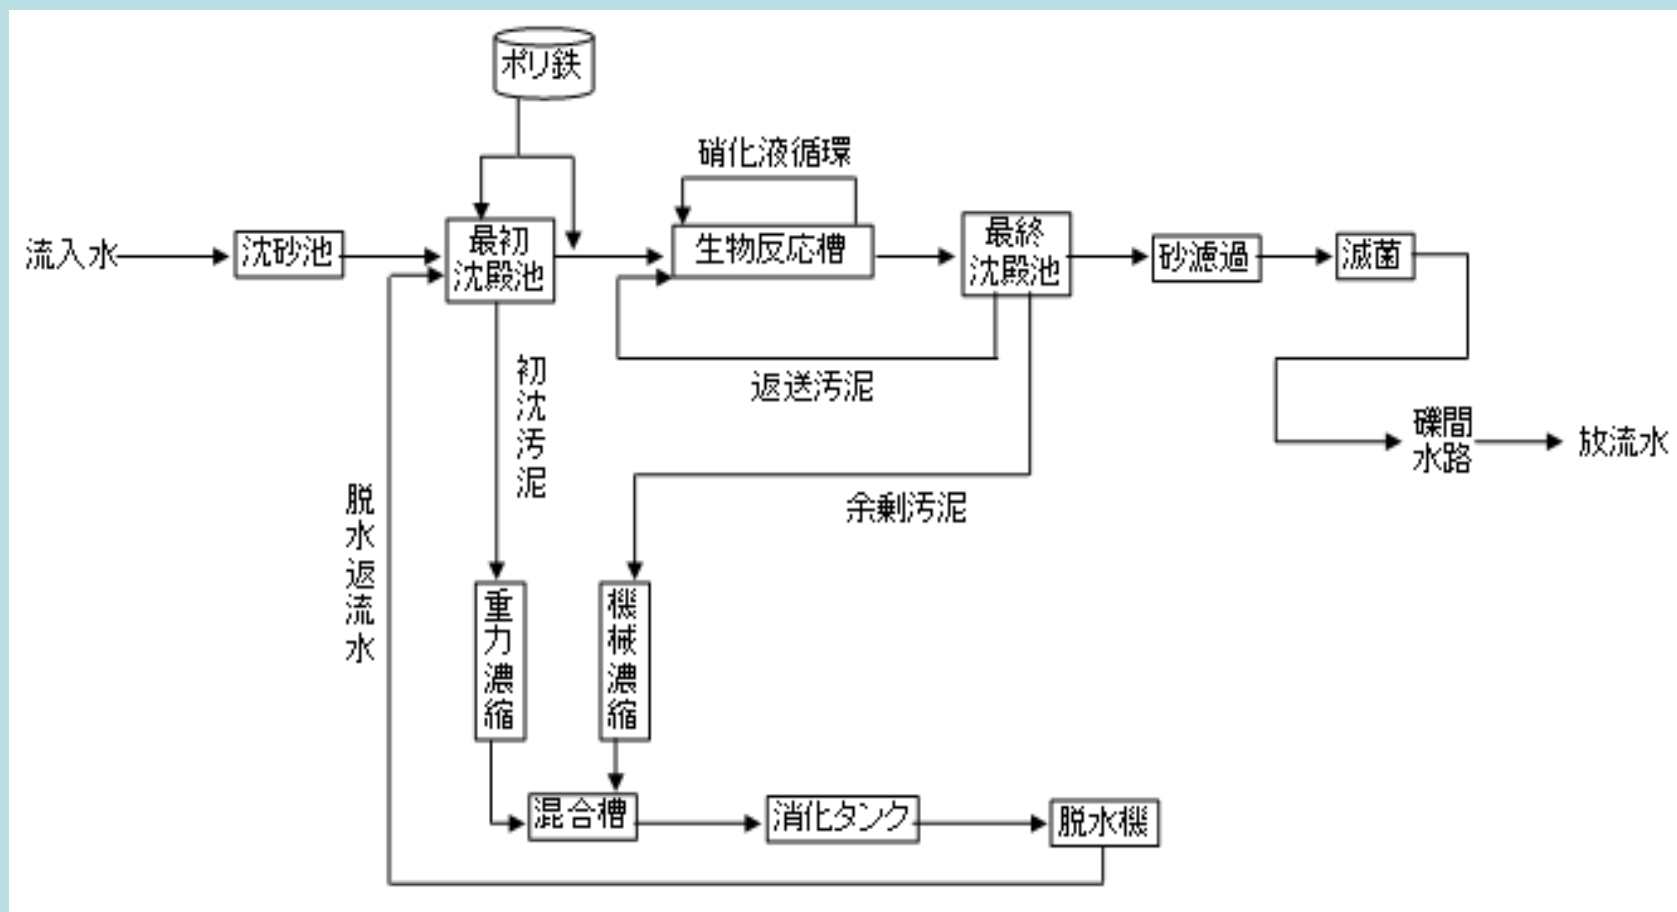 ポリ鉄
硝化液循環
流入水
沈砂池
最初
沈殿池
生物反応槽
最終
沈殿池
砂濾過
滅菌
返送汚泥
初沈汚泥
礫間
水路
放流水
余剰汚泥
脱水返流水
重力濃縮
機械濃縮
混合槽
消化タンク
脱水機